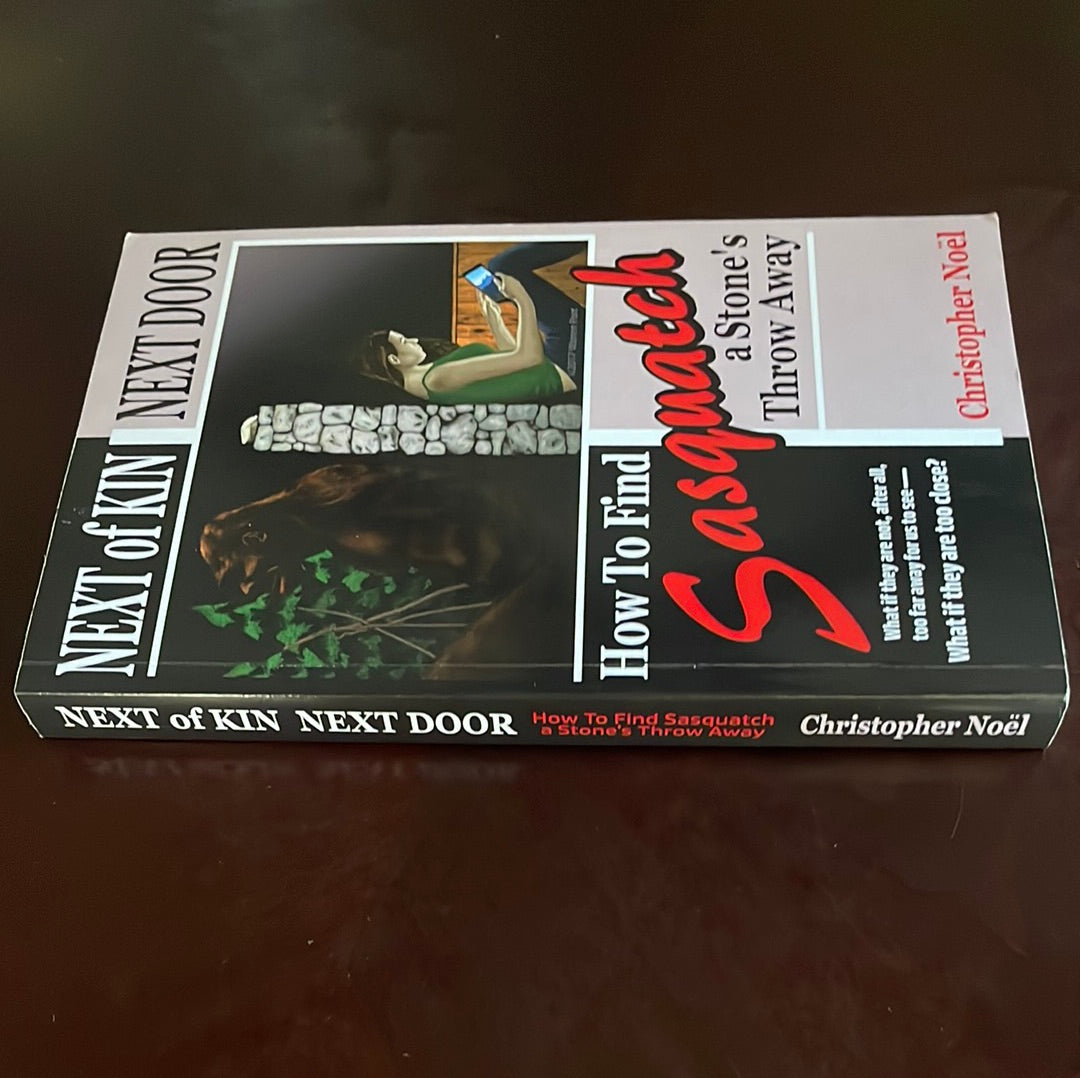 NEXT of KIN NEXT DOOR
How To Find
Sasquatch
a Stone's
Throw Away
What if they are not, after all,
too far away for us to see—
What if they are too close?
Christopher Noël
NEXT of KIN NEXT DOOR
How To Find Sasquatch
a Stone's Throw Away
Christopher Noël